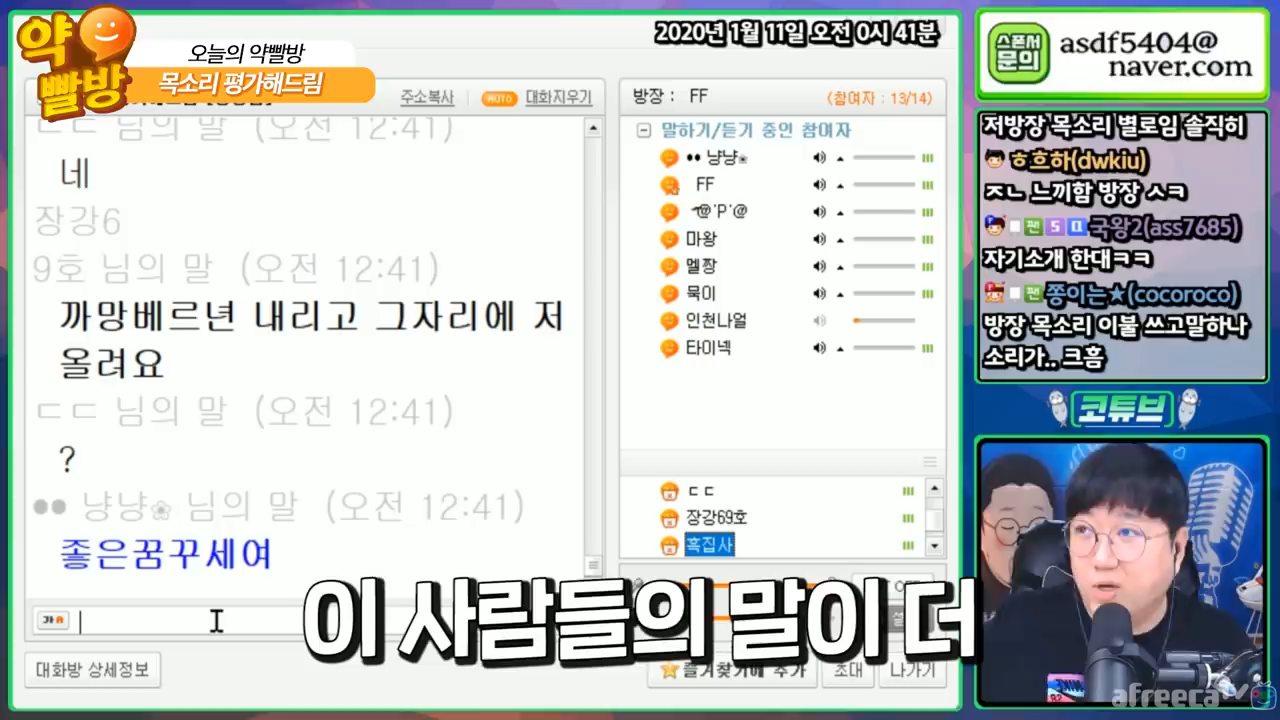 약빨방
오늘의 약빨방
목소리 평가해드림
2020년 1월 11일 오전 0시 41분
스폰서
문의
asdf5404@
naver.com
주소복사
AUTO
대화지우기
ㄷㄷ 님의 말 (오전 12:41)
네
장강6
9호 님의 말 (오전 12:41)
까망베르년 내리고 그자리에 저
올려요
ㄷㄷ 님의 말 (오전 12:41)
?
●● 냥냥❀ 님의 말 (오전 12:41)
좋은꿈꾸세여
가
대화방 상세정보
방장 : FF
(참여자 : 13/14)
말하기/듣기 중인 참여자
●● 냥냥❀
FF
마왕
멜짱
묵이
인천나얼
타이넥
ㄷㄷ
장강69호
흑집사
즐겨찾기에 추가
초대
나가기
이 사람들의 말이 더
저방장 목소리 별로임 솔직히
ㅎ흐하(dwkiu)
ㅈㄴ 느끼함 방장 ㅅㅋ
팬 5 국왕2(ass7685)
자기소개 한대ㅋㅋ
팬 쫑이는★(cocoroco)
방장 목소리 이불 쓰고말하나
소리가.. 크흠
코튜브
afreecaTV